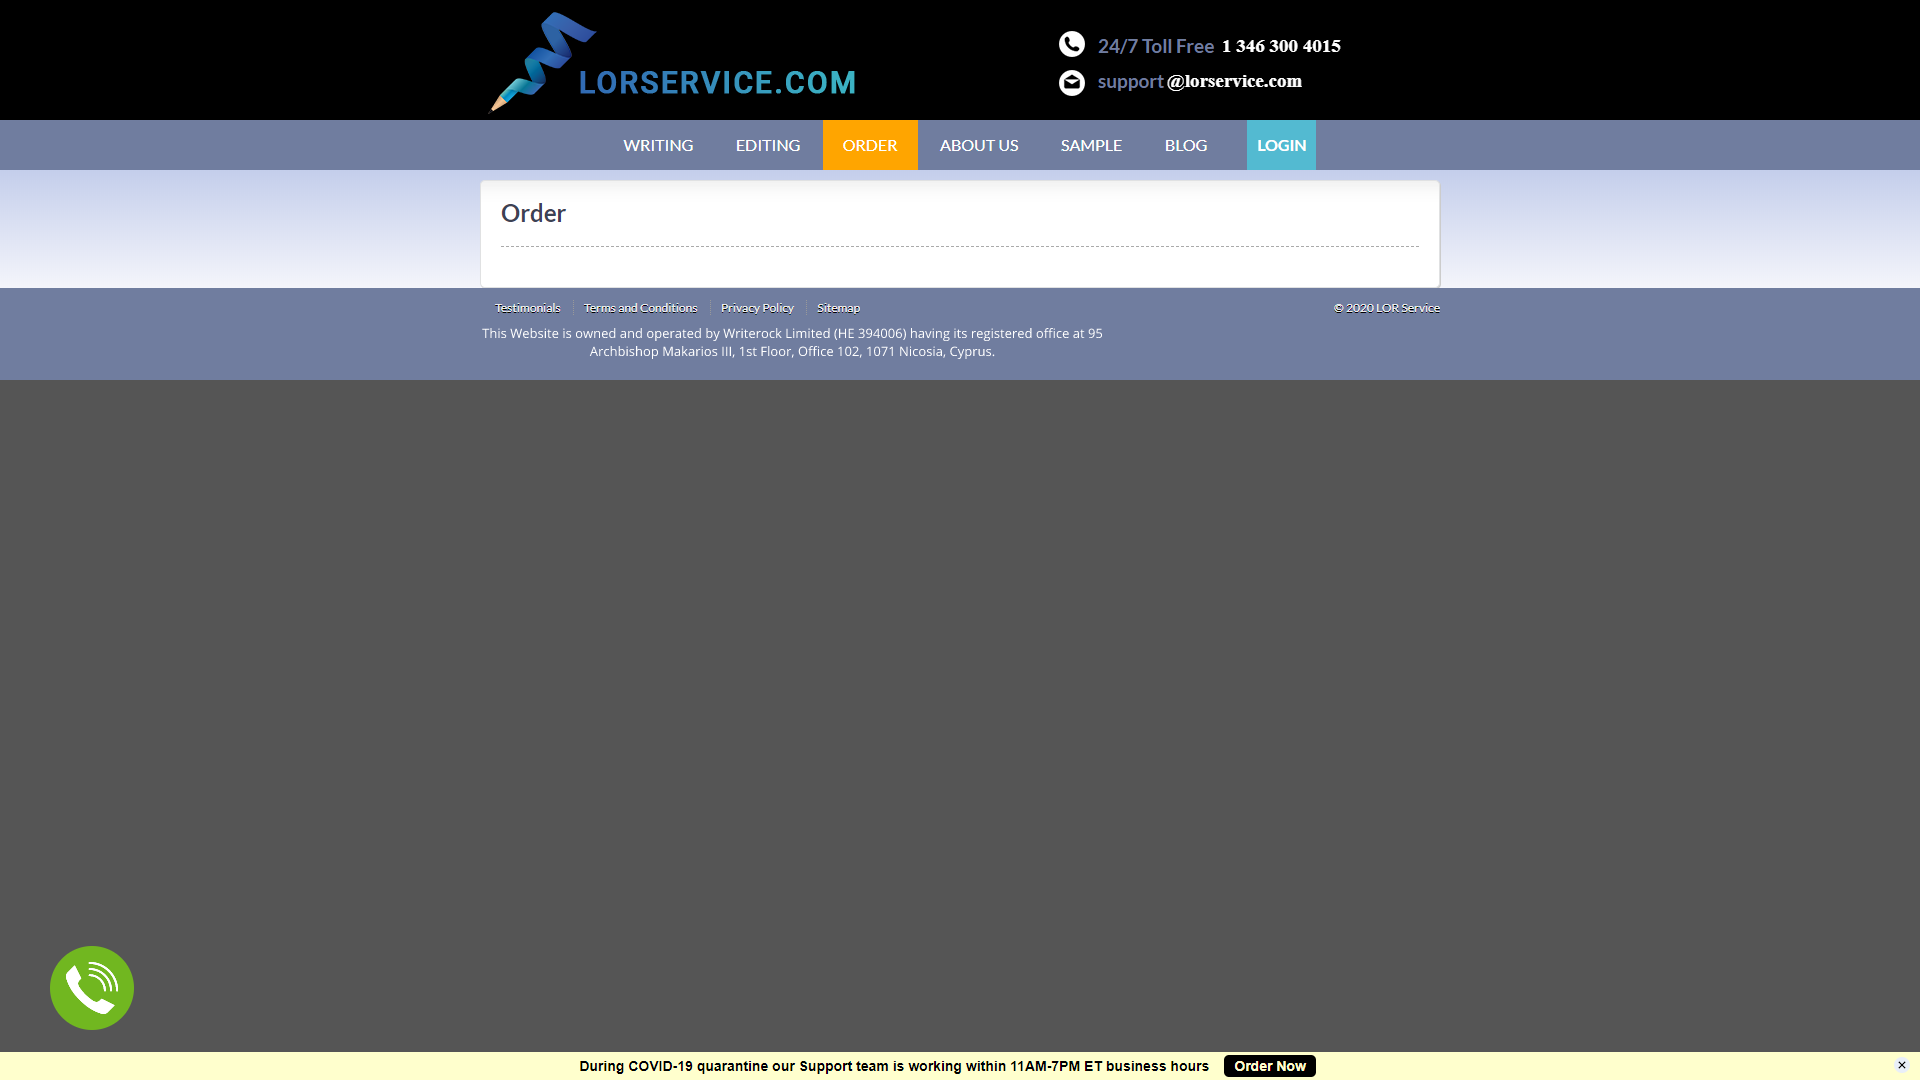 LORSERVICE.COM
24/7 Toll Free 1 346 300 4015
support@lorservice.com
WRITING EDITING ORDER ABOUT US SAMPLE BLOG LOGIN
Order
Testimonials Terms and Conditions Privacy Policy Sitemap © 2020 LOR Service
This Website is owned and operated by Writerock Limited (HE 394006) having its registered office at 95
Archbishop Makarios III, 1st Floor, Office 102, 1071 Nicosia, Cyprus.
During COVID-19 quarantine our Support team is working within 11AM-7PM ET business hours Order Now